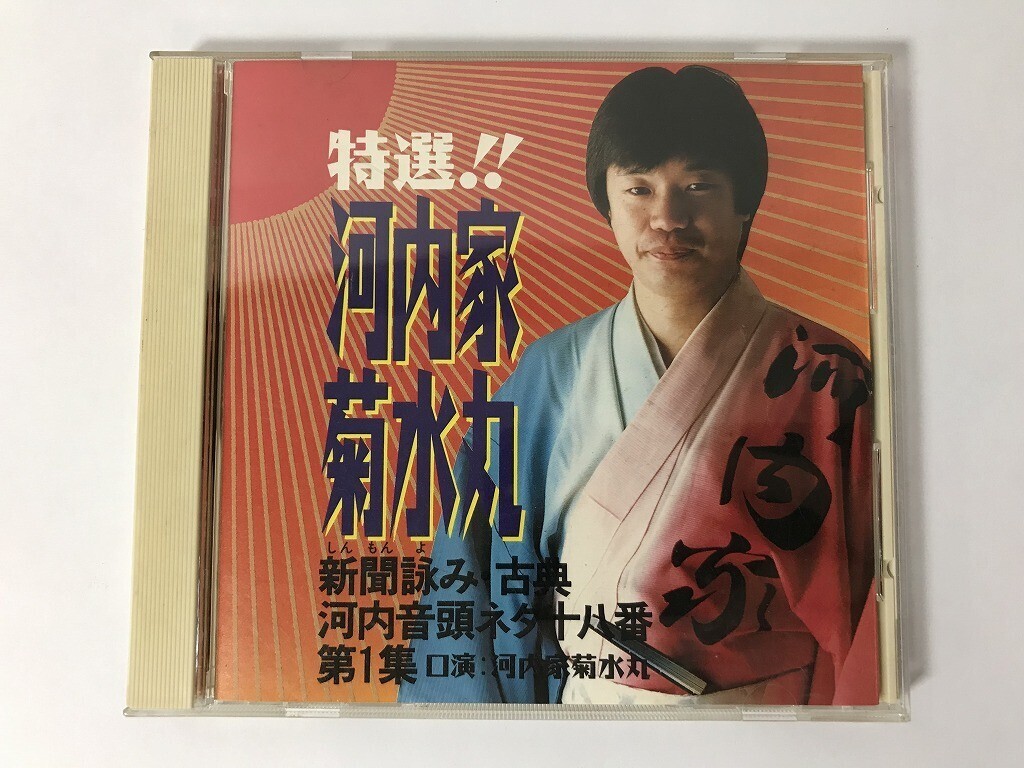 特選!!
河内家
菊水丸
しんもんよ
新聞詠み・古典
河内音頭ネタ十八番
第1集 口演:河内家菊水丸
河内家